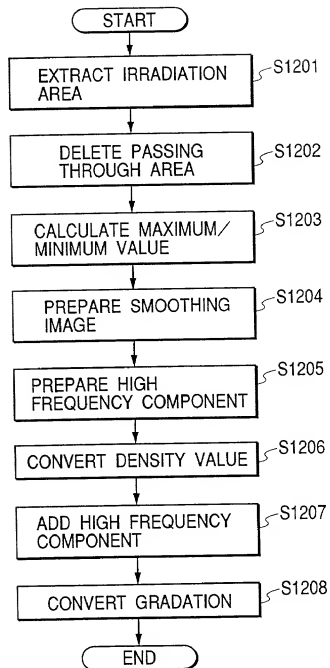 START
EXTRACT IRRADIATION
AREA
S1201
DELETE PASSING
THROUGH AREA
S1202
CALCULATE MAXIMUM/
MINIMUM VALUE
S1203
PREPARE SMOOTHING
IMAGE
S1204
PREPARE HIGH
FREQUENCY COMPONENT
S1205
CONVERT DENSITY VALUE
S1206
ADD HIGH FREQUENCY
COMPONENT
S1207
CONVERT GRADATION
S1208
END